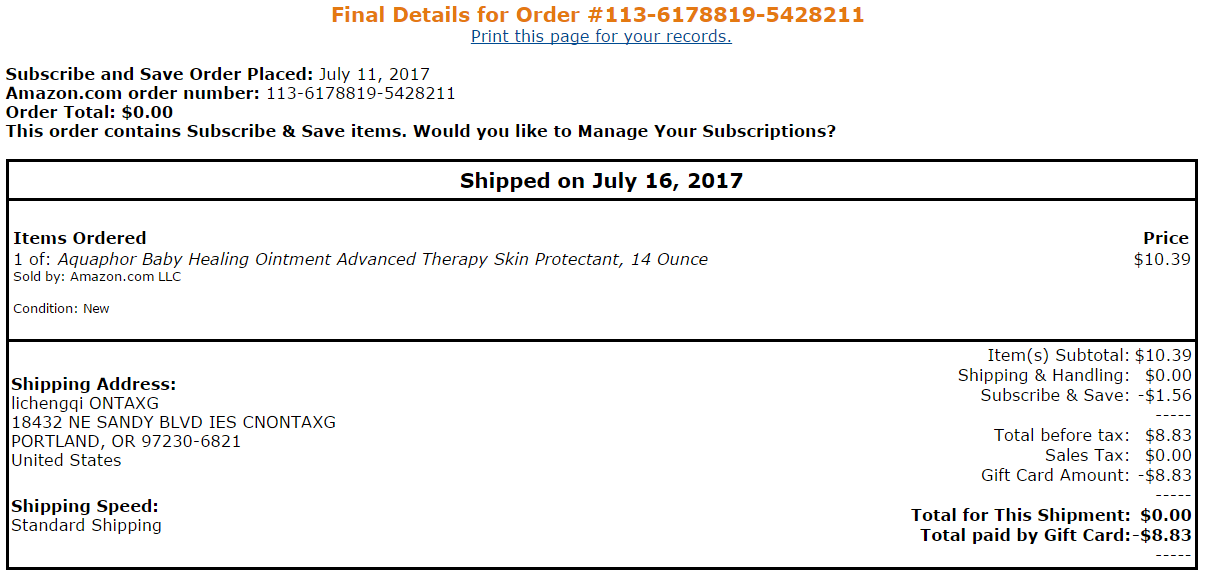 Final Details for Order #113-6178819-5428211
Print this page for your records.
Subscribe and Save Order Placed: July 11, 2017
Amazon.com order number: 113-6178819-5428211
Order Total: $0.00
This order contains Subscribe & Save items. Would you like to Manage Your Subscriptions?
Shipped on July 16, 2017
Items Ordered Price
1 of: Aquaphor Baby Healing Ointment Advanced Therapy Skin Protectant, 14 Ounce $10.39
Sold by: Amazon.com LLC
Condition: New
Shipping Address:
lichengqi ONTAXG
18432 NE SANDY BLVD IES CNONTAXG
PORTLAND, OR 97230-6821
United States
Shipping Speed:
Standard Shipping
Item(s) Subtotal: $10.39
Shipping & Handling: $0.00
Subscribe & Save: -$1.56
-----
Total before tax: $8.83
Sales Tax: $0.00
Gift Card Amount: -$8.83
-----
Total for This Shipment: $0.00
Total paid by Gift Card:-$8.83
-----